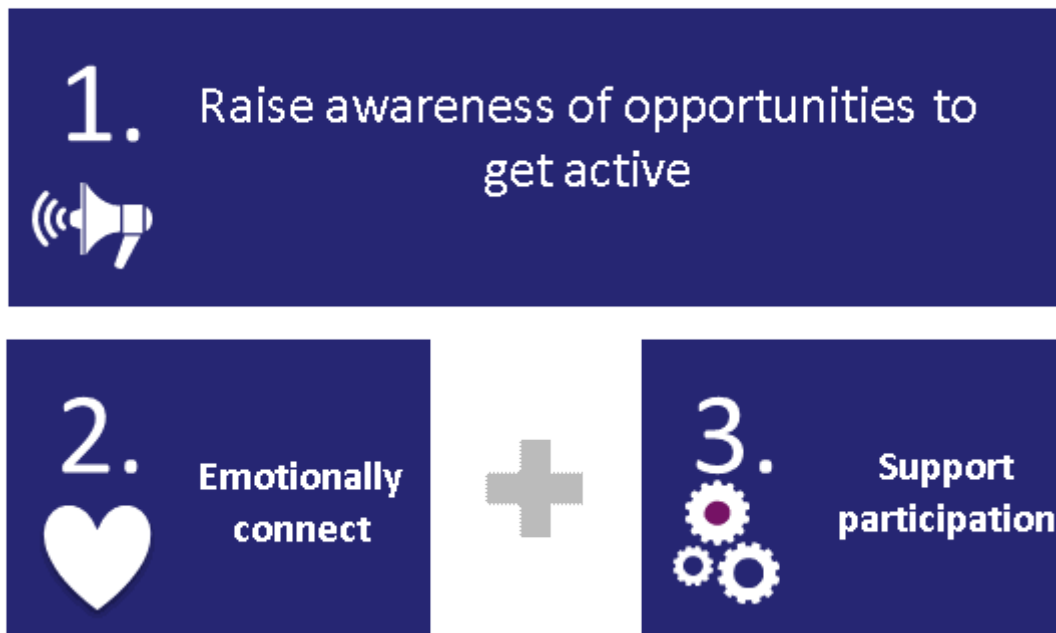 1.
Raise awareness of opportunities to
get active
2.
Emotionally
connect
3.
Support
participation